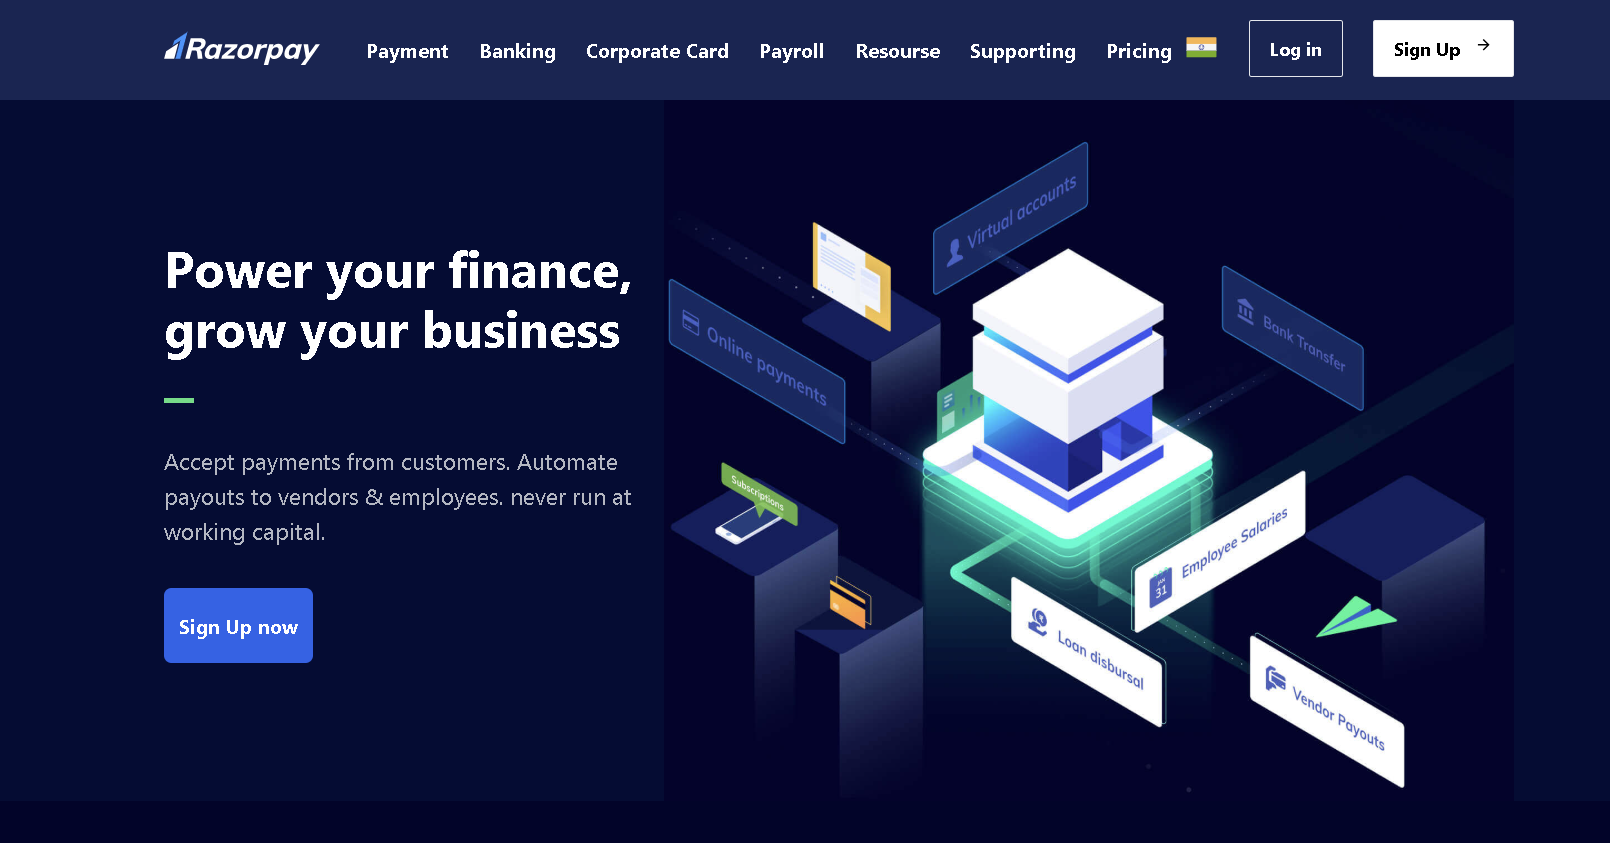 Razorpay
Payment
Banking
Corporate Card
Payroll
Resourse
Supporting
Pricing
Log in
Sign Up
Power your finance,
grow your business
Accept payments from customers. Automate
payouts to vendors & employees. never run at
working capital.
Sign Up now
Virtual accounts
Online payments
Bank Transfer
Subscriptions
Employee Salaries
JAN
31
Loan disbursal
Vendor Payouts